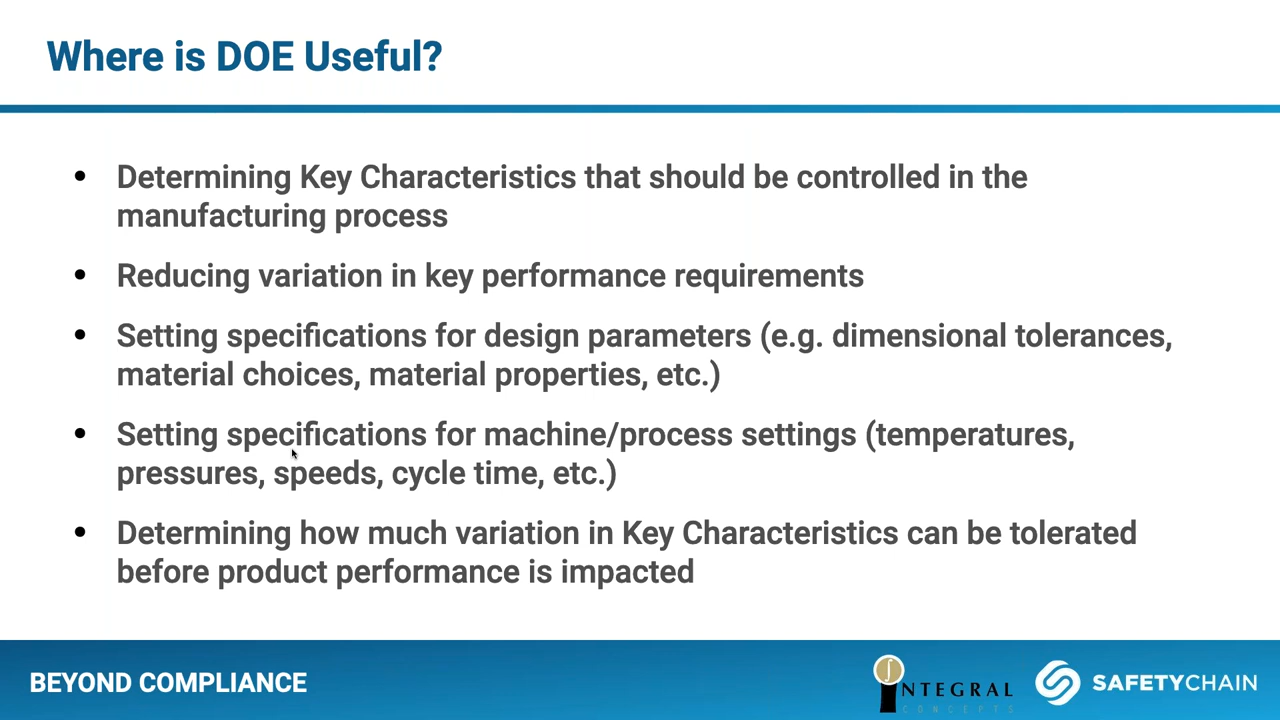 Where is DOE Useful?
• Determining Key Characteristics that should be controlled in the
manufacturing process
• Reducing variation in key performance requirements
• Setting specifications for design parameters (e.g. dimensional tolerances,
material choices, material properties, etc.)
• Setting specifications for machine/process settings (temperatures,
pressures, speeds, cycle time, etc.)
• Determining how much variation in Key Characteristics can be tolerated
before product performance is impacted
BEYOND COMPLIANCE
INTEGRAL
CONCEPTS
SAFETYCHAIN